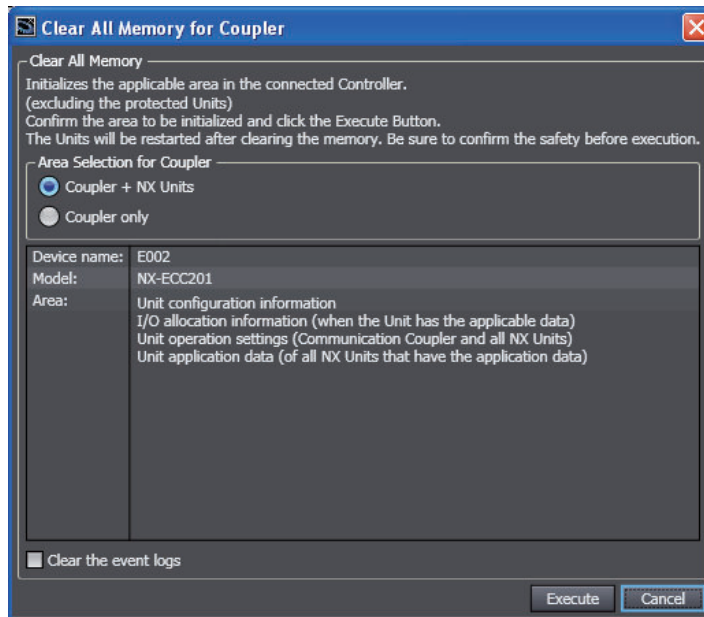 Clear All Memory for Coupler
Clear All Memory
Initializes the applicable area in the connected Controller.
(excluding the protected Units)
Confirm the area to be initialized and click the Execute Button.
The Units will be restarted after clearing the memory. Be sure to confirm the safety before execution.
Area Selection for Coupler
Coupler + NX Units
Coupler only
Device name: E002
Model: NX-ECC201
Area: Unit configuration information
I/O allocation information (when the Unit has the applicable data)
Unit operation settings (Communication Coupler and all NX Units)
Unit application data (of all NX Units that have the application data)
Clear the event logs
Execute Cancel